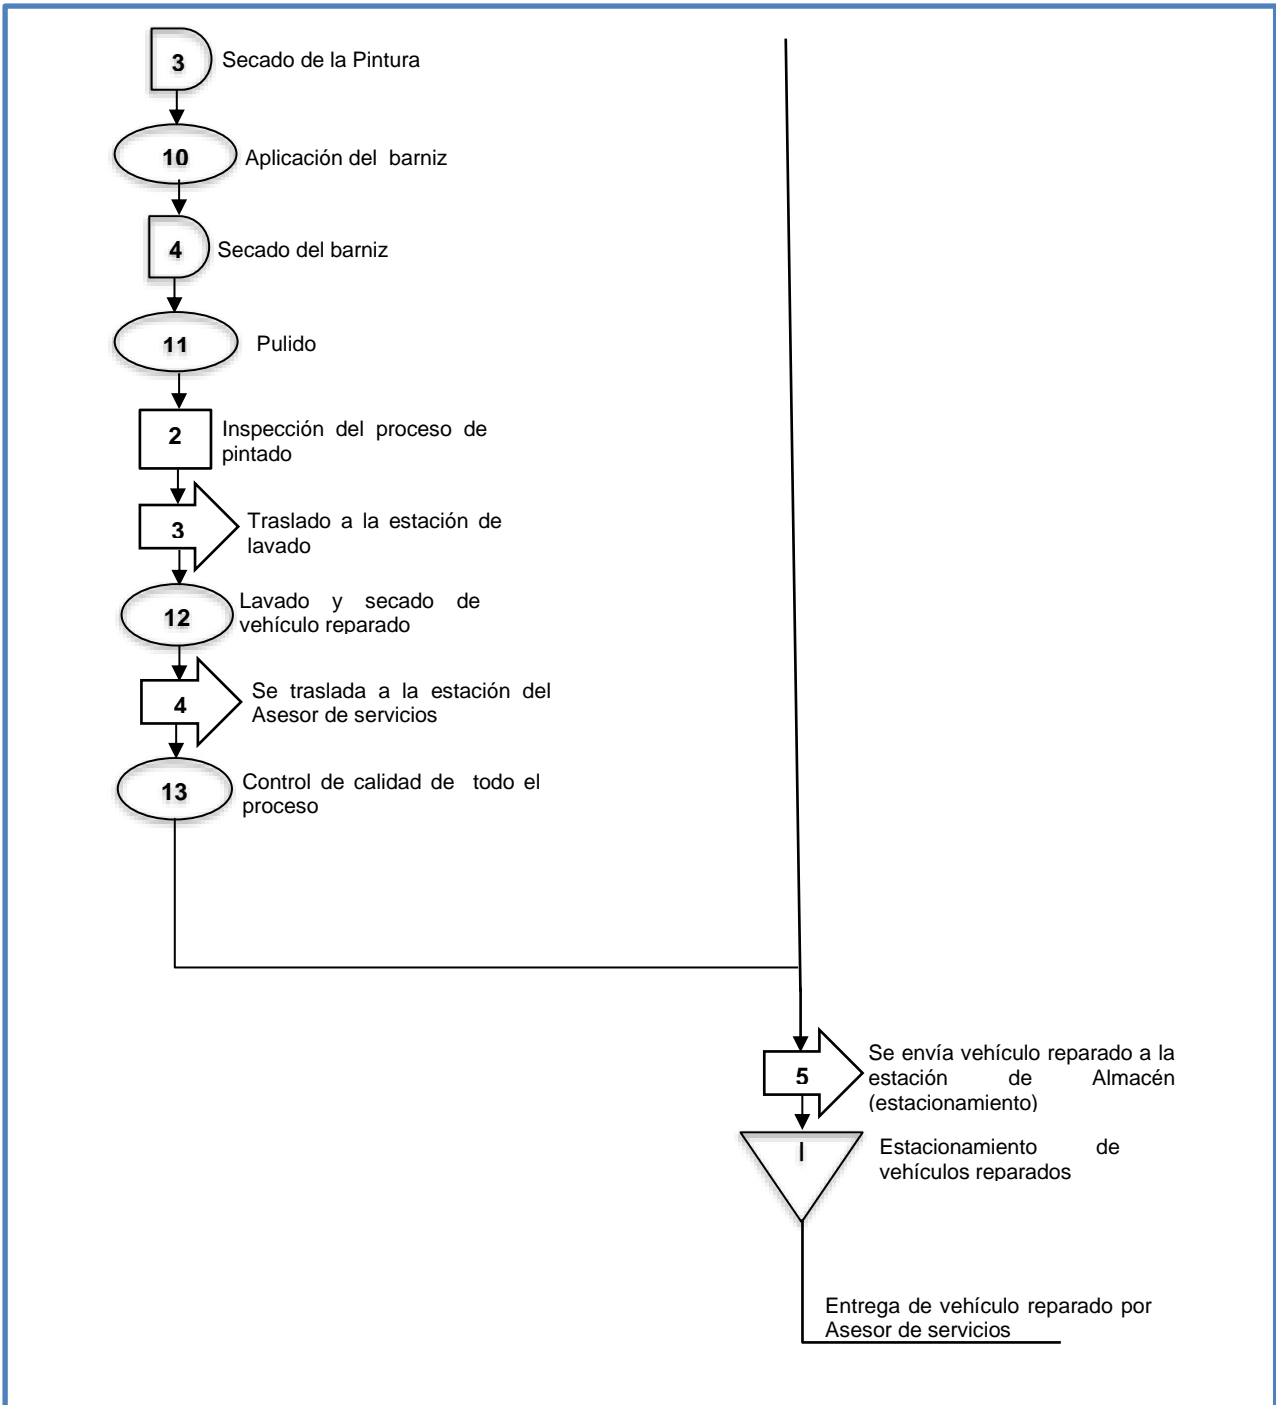 3 Secado de la Pintura
10 Aplicación del barniz
4 Secado del barniz
11 Pulido
2 Inspección del proceso de
pintado
3 Traslado a la estación de
lavado
12 Lavado y secado de
vehículo reparado
4 Se traslada a la estación del
Asesor de servicios
13 Control de calidad de todo el
proceso
5 Se envía vehículo reparado a la
estación de Almacén
(estacionamiento)
I Estacionamiento de
vehículos reparados
Entrega de vehículo reparado por
Asesor de servicios